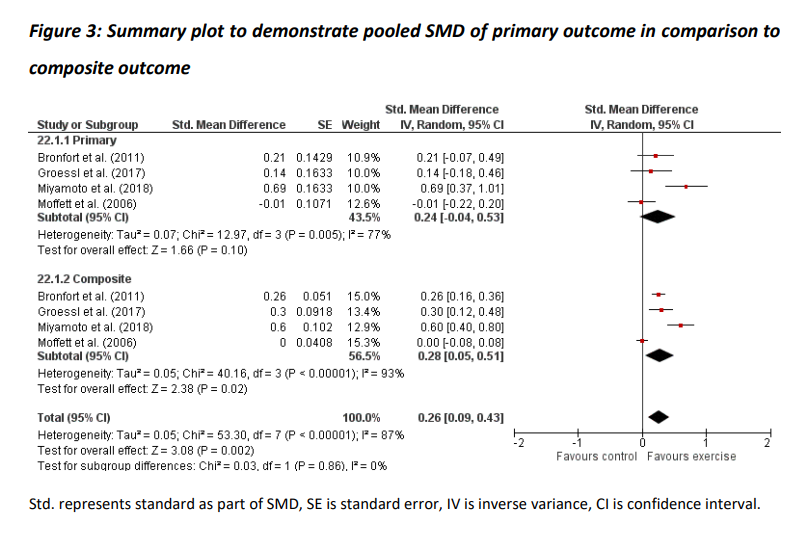 Figure 3: Summary plot to demonstrate pooled SMD of primary outcome in comparison to
composite outcome
Std. Mean Difference Std. Mean Difference
Study or Subgroup Std. Mean Difference SE Weight IV, Random, 95% CI IV, Random, 95% CI
22.1.1 Primary
Bronfort et al. (2011) 0.21 0.1429 10.9% 0.21 [-0.07, 0.49]
Groessl et al. (2017) 0.14 0.1633 10.0% 0.14 [-0.18, 0.46]
Miyamoto et al. (2018) 0.69 0.1633 10.0% 0.69 [0.37, 1.01]
Moffett et al. (2006) -0.01 0.1071 12.6% -0.01 [-0.22, 0.20]
Subtotal (95% CI) 43.5% 0.24 [-0.04, 0.53]
Heterogeneity: Tau² = 0.07; Chi² = 12.97, df = 3 (P = 0.005); I² = 77%
Test for overall effect: Z = 1.66 (P = 0.10)
22.1.2 Composite
Bronfort et al. (2011) 0.26 0.051 15.0% 0.26 [0.16, 0.36]
Groessl et al. (2017) 0.3 0.0918 13.4% 0.30 [0.12, 0.48]
Miyamoto et al. (2018) 0.6 0.102 12.9% 0.60 [0.40, 0.80]
Moffett et al. (2006) 0 0.0408 15.3% 0.00 [-0.08, 0.08]
Subtotal (95% CI) 56.5% 0.28 [0.05, 0.51]
Heterogeneity: Tau² = 0.05; Chi² = 40.16, df = 3 (P < 0.00001); I² = 93%
Test for overall effect: Z = 2.38 (P = 0.02)
Total (95% CI) 100.0% 0.26 [0.09, 0.43]
Heterogeneity: Tau² = 0.05; Chi² = 53.30, df = 7 (P < 0.00001); I² = 87%
Test for overall effect: Z = 3.08 (P = 0.002)
Test for subgroup differences: Chi² = 0.03, df = 1 (P = 0.86), I² = 0%
-2 -1 0 1 2
Favours control Favours exercise
Std. represents standard as part of SMD, SE is standard error, IV is inverse variance, CI is confidence interval.